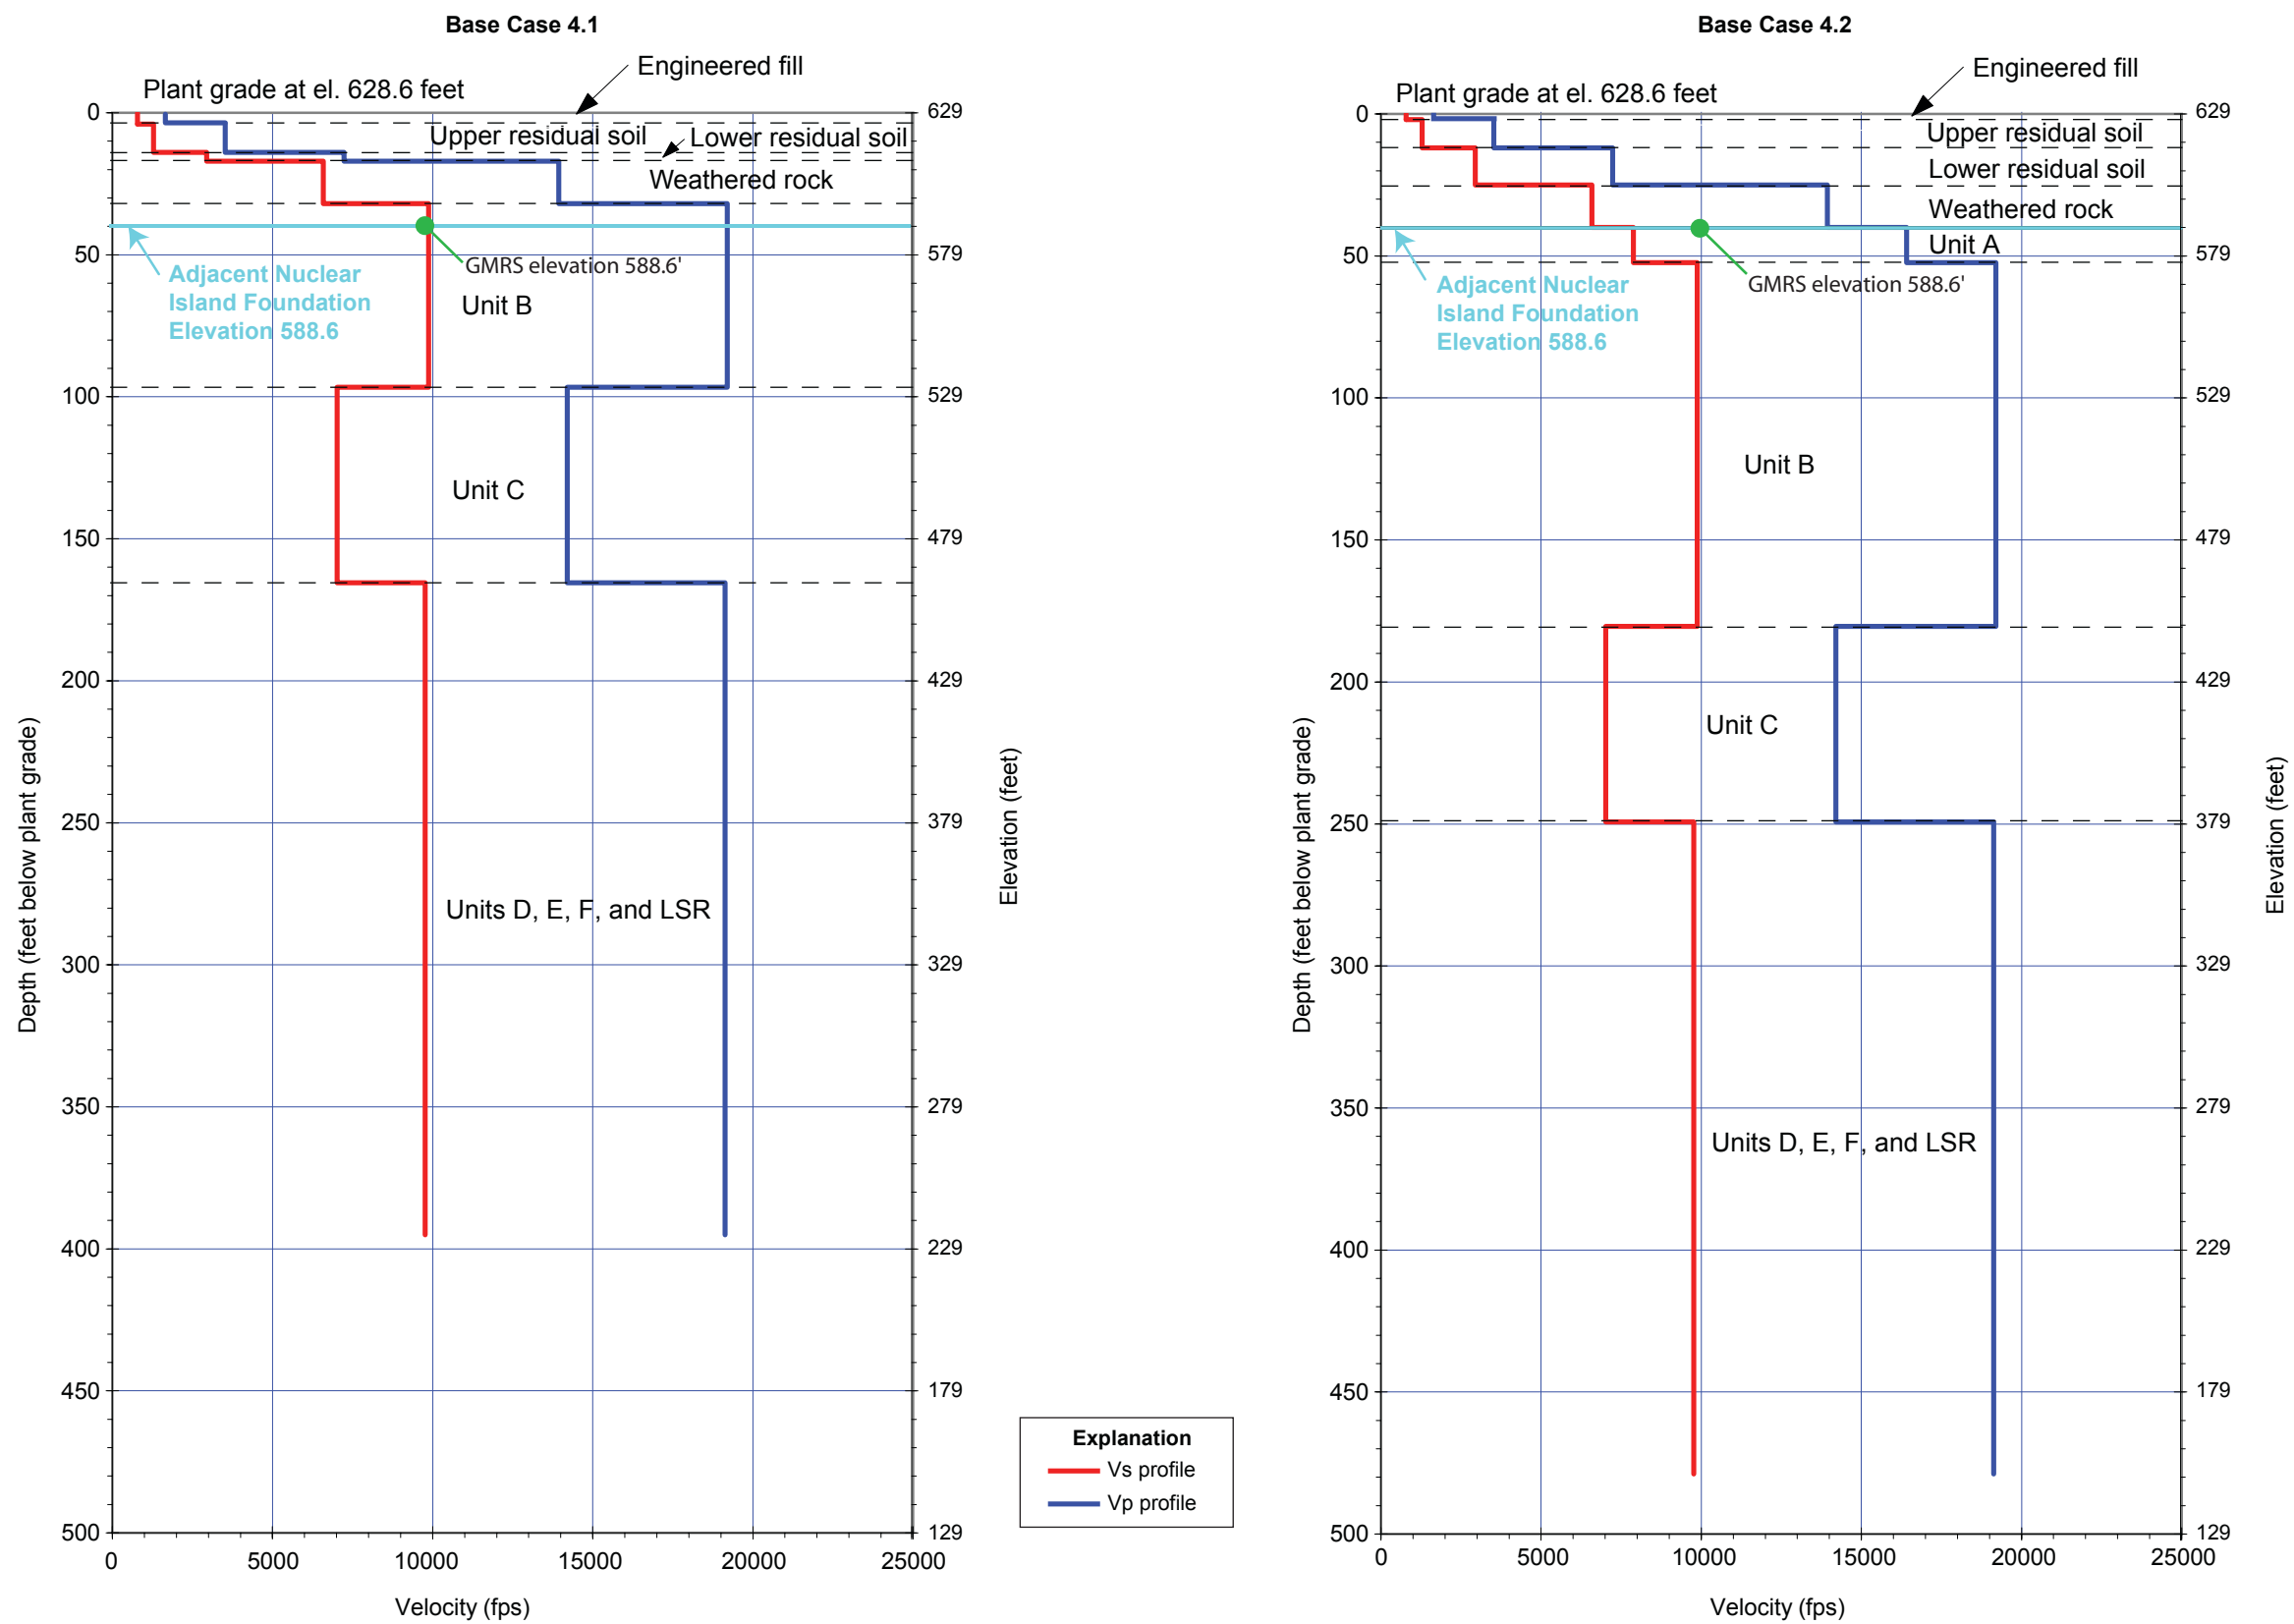 Base Case 4.1
Engineered fill
Plant grade at el. 628.6 feet
0
629
Upper residual soil
Lower residual soil
Weathered rock
50
579
GMRS elevation 588.6'
Adjacent Nuclear
Island Foundation
Elevation 588.6
Unit B
100
529
Unit C
150
479
200
429
250
379
Units D, E, F, and LSR
300
329
350
279
400
229
450
179
500
129
0
5000
10000
15000
20000
25000
Velocity (fps)
Depth (feet below plant grade)
Elevation (feet)
Explanation
Vs profile
Vp profile
Base Case 4.2
Engineered fill
Plant grade at el. 628.6 feet
0
629
Upper residual soil
Lower residual soil
Weathered rock
Unit A
50
579
GMRS elevation 588.6'
Adjacent Nuclear
Island Foundation
Elevation 588.6
100
529
Unit B
150
479
200
429
Unit C
250
379
300
329
350
279
Units D, E, F, and LSR
400
229
450
179
500
129
0
5000
10000
15000
20000
25000
Velocity (fps)
Depth (feet below plant grade)
Elevation (feet)